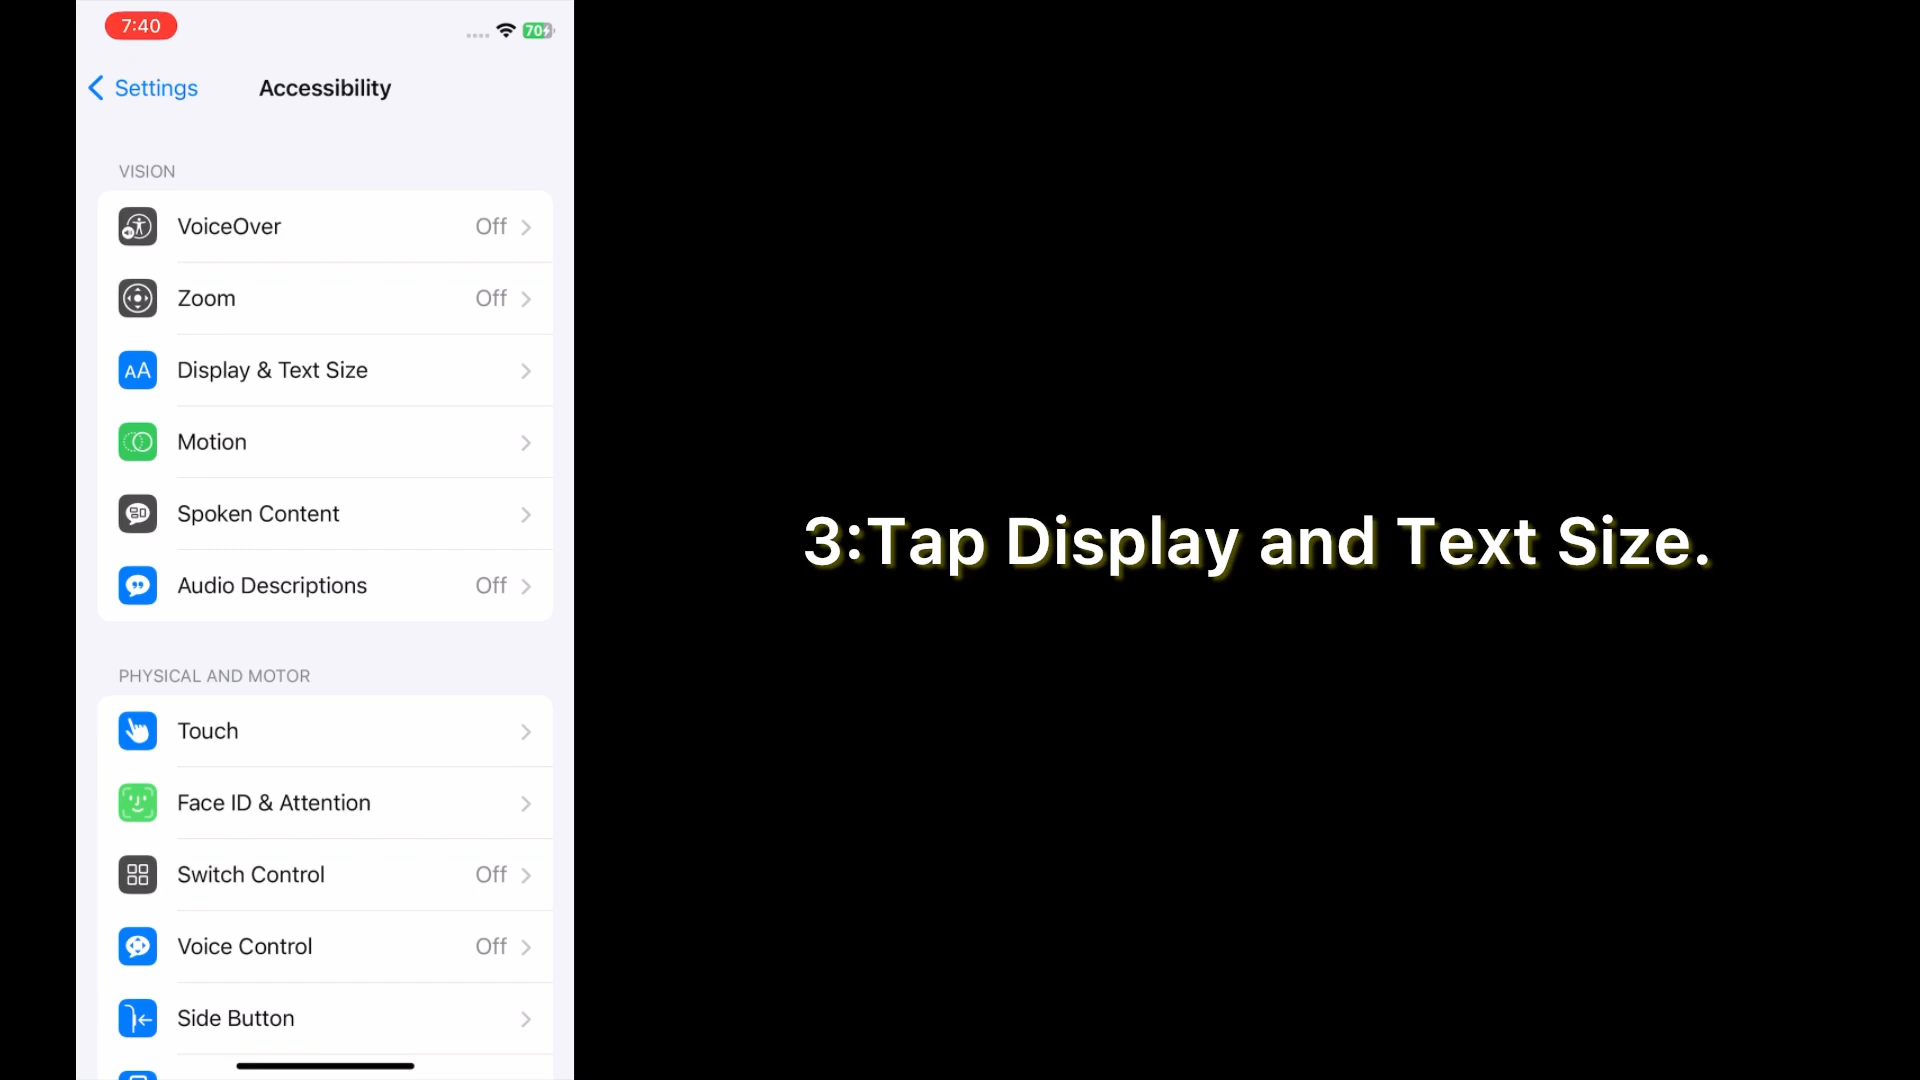 7:40
70
Settings
Accessibility
VISION
VoiceOver Off
Zoom Off
AA Display & Text Size
Motion
Spoken Content
Audio Descriptions Off
PHYSICAL AND MOTOR
Touch
Face ID & Attention
Switch Control Off
Voice Control Off
Side Button
3:Tap Display and Text Size.